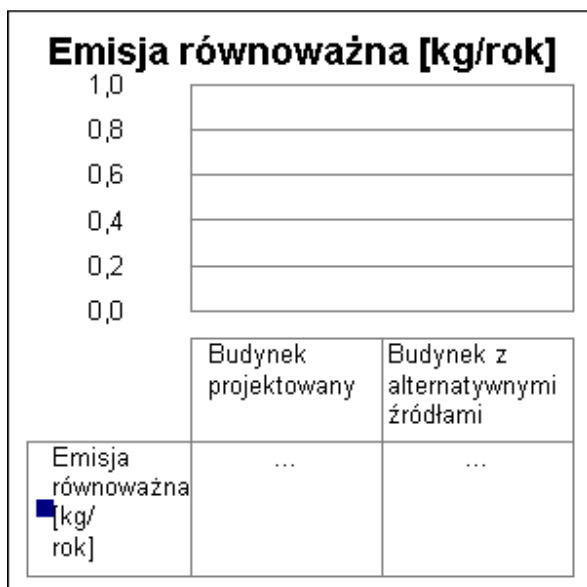 Emisja równoważna [kg/rok]
1,0
0,8
0,6
0,4
0,2
0,0
Budynek
projektowany
Budynek z
alternatywnymi
źródłami
Emisja
równoważna
[kg/
rok]
...
...